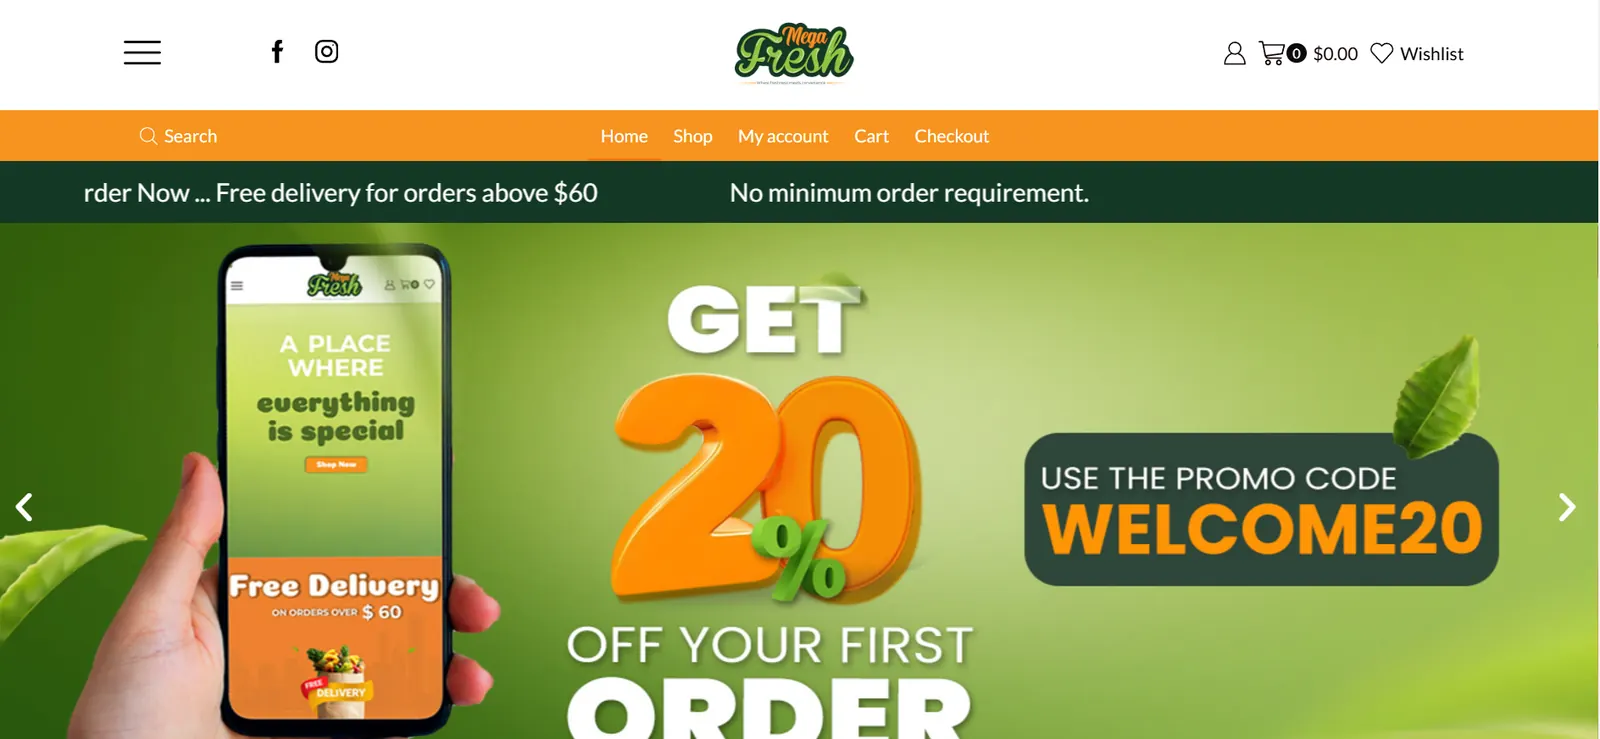 Mega
Fresh
0
$0.00
Wishlist
Search
Home
Shop
My account
Cart
Checkout
rder Now ... Free delivery for orders above $60
No minimum order requirement.
Mega
Fresh
0
A PLACE
WHERE
everything
is special
Shop Now
Free Delivery
ON ORDERS OVER $ 60
FREE
DELIVERY
GET
20%
OFF YOUR FIRST
ORDER
USE THE PROMO CODE
WELCOME20